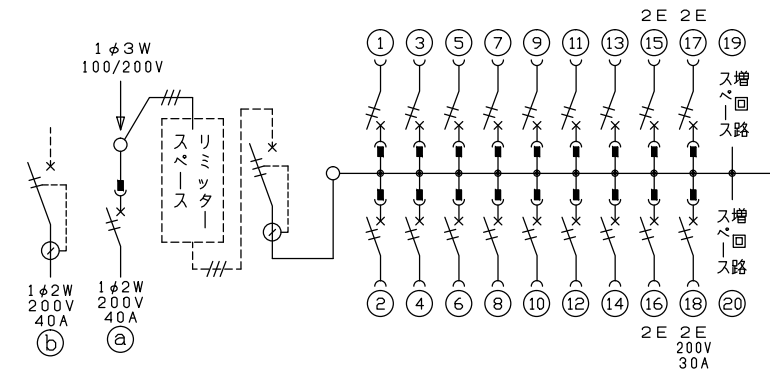 1φ3W
100/200V
リミッター
スペース
1φ2W
200V
40A
ⓑ
1φ2W
200V
40A
ⓐ
2E 2E
① ③ ⑤ ⑦ ⑨ ⑪ ⑬ ⑮ ⑰ ⑲
増回路
スペース
増回路
スペース
② ④ ⑥ ⑧ ⑩ ⑫ ⑭ ⑯ ⑱ ⑳
2E 2E
200V
30A